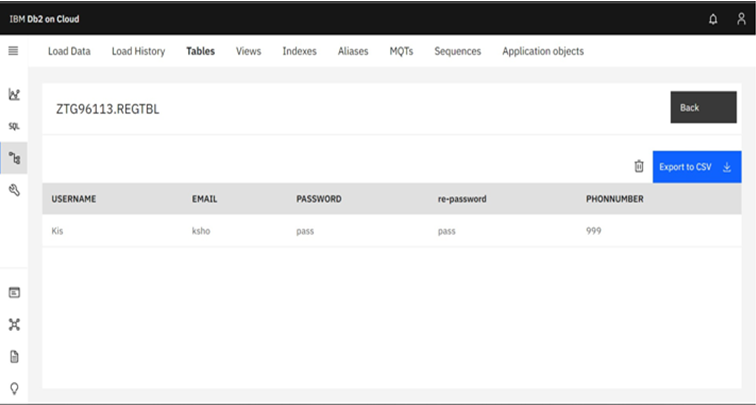 IBM Db2 on Cloud
Load Data Load History Tables Views Indexes Aliases MQTs Sequences Application objects
ZTG96113.REGTBL
Back
SQL
Export to CSV
USERNAME EMAIL PASSWORD re-password PHONNUMBER
Kis ksho pass pass 999